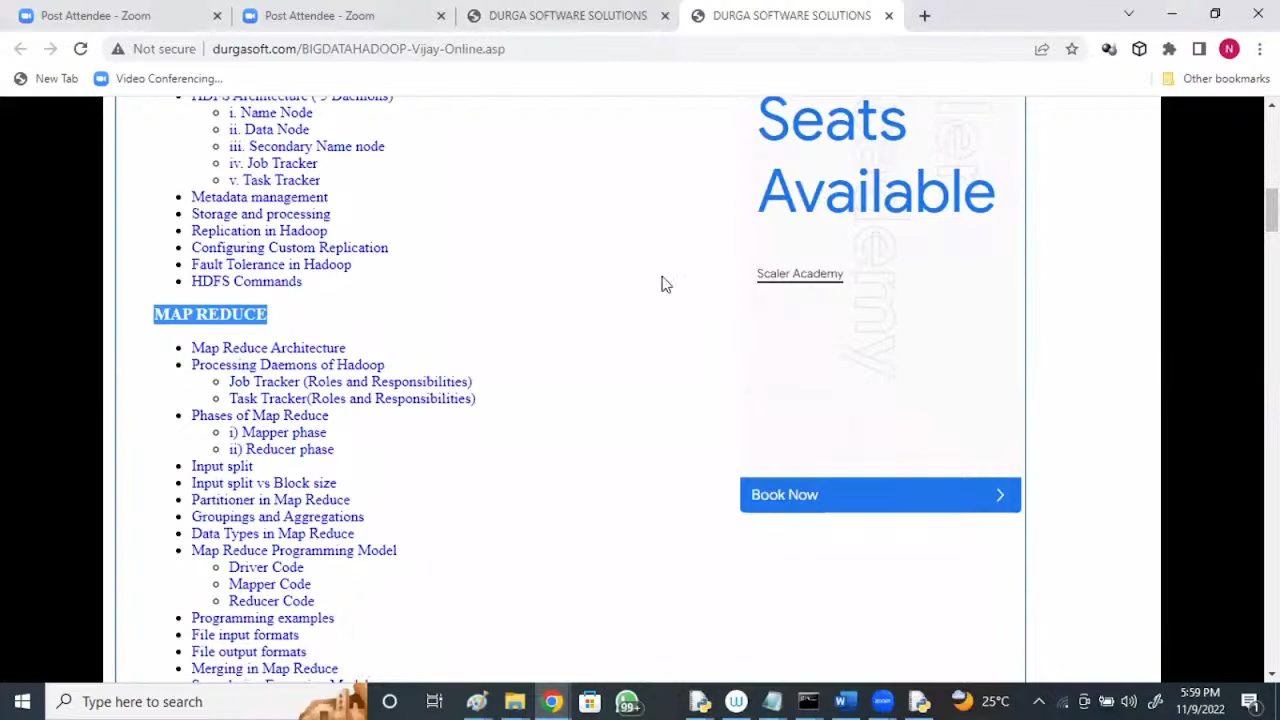 Post Attendee - Zoom
Post Attendee - Zoom
DURGA SOFTWARE SOLUTIONS
DURGA SOFTWARE SOLUTIONS
Not secure
durgasoft.com/BIGDATAHADOOP-Vijay-Online.asp
N
New Tab
Video Conferencing...
Other bookmarks
i. Name Node
ii. Data Node
iii. Secondary Name node
iv. Job Tracker
v. Task Tracker
Metadata management
Storage and processing
Replication in Hadoop
Configuring Custom Replication
Fault Tolerance in Hadoop
HDFS Commands
MAP REDUCE
Map Reduce Architecture
Processing Daemons of Hadoop
Job Tracker (Roles and Responsibilities)
Task Tracker(Roles and Responsibilities)
Phases of Map Reduce
i) Mapper phase
ii) Reducer phase
Input split
Input split vs Block size
Partitioner in Map Reduce
Groupings and Aggregations
Data Types in Map Reduce
Map Reduce Programming Model
Driver Code
Mapper Code
Reducer Code
Programming examples
File input formats
File output formats
Merging in Map Reduce
Seats
Available
Scaler Academy
Book Now
Type here to search
99+
25°C
5:59 PM
11/9/2022